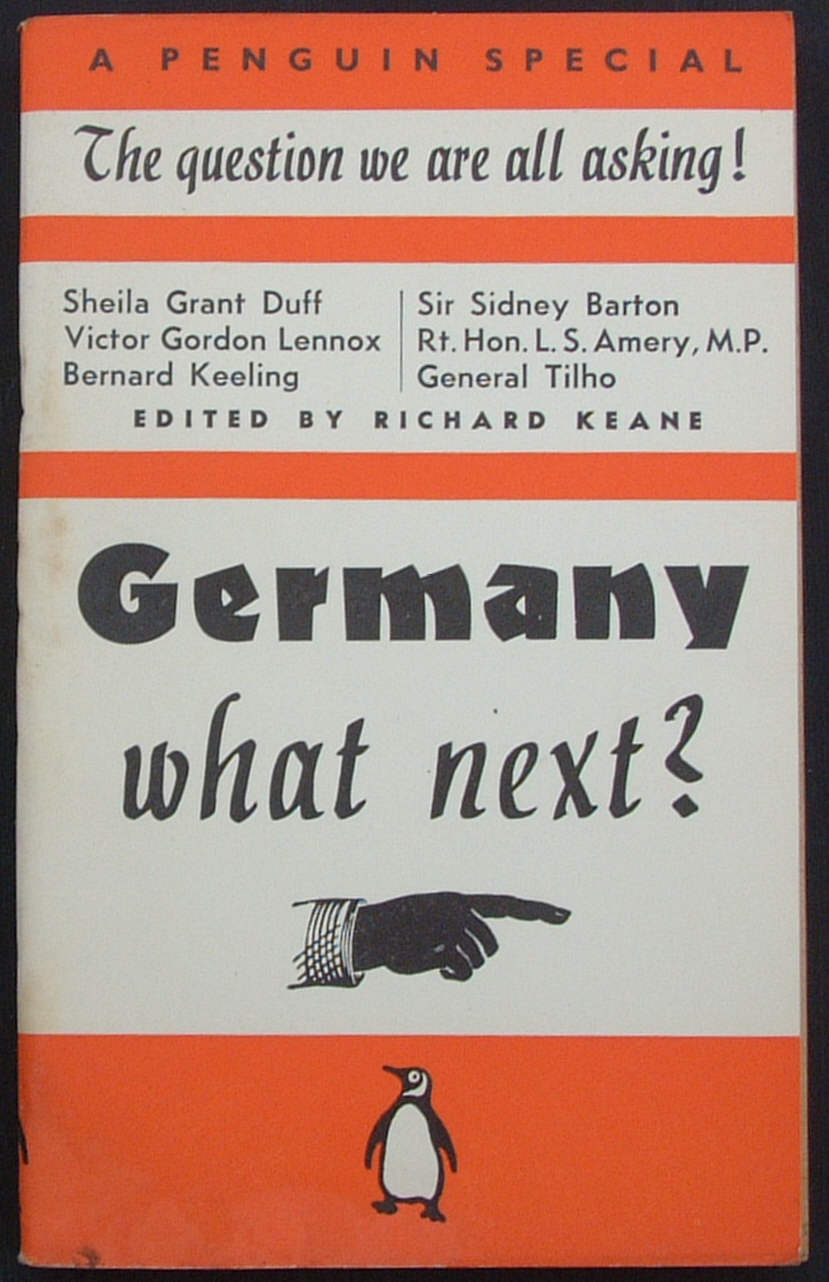 A PENGUIN SPECIAL
The question we are all asking!
Sheila Grant Duff
Victor Gordon Lennox
Bernard Keeling
Sir Sidney Barton
Rt. Hon. L. S. Amery, M.P.
General Tilho
EDITED BY RICHARD KEANE
Germany
what next?